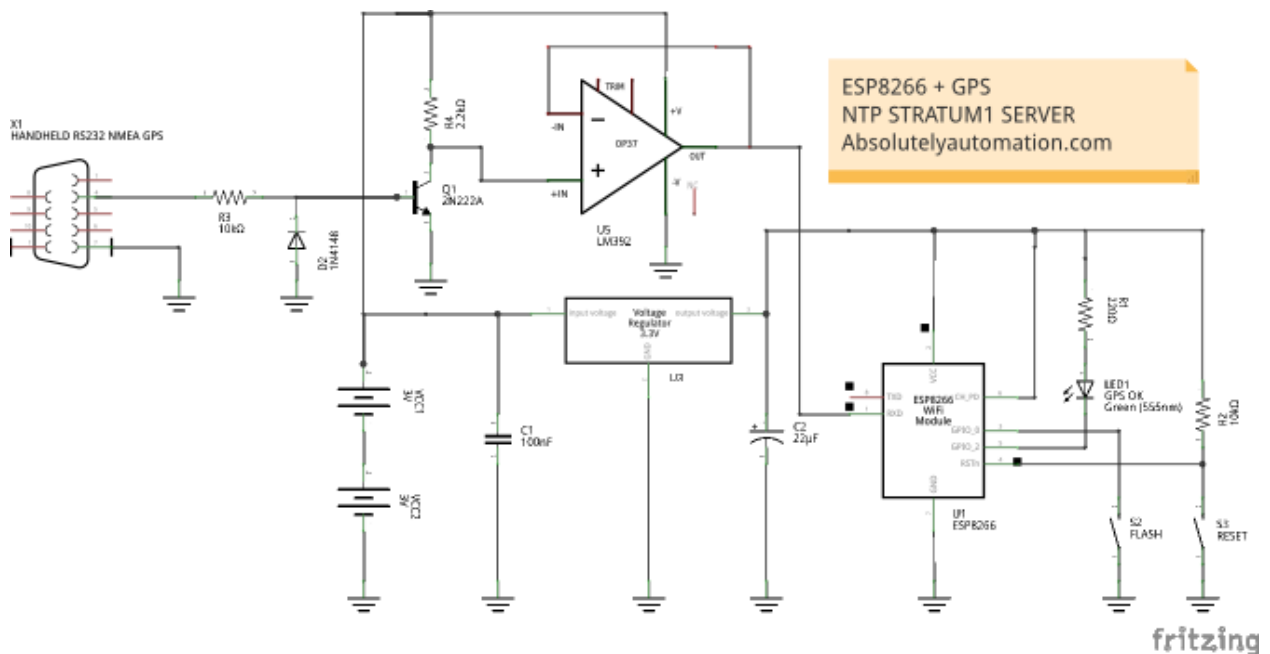 X1
HANDHELD RS232 NMEA GPS
R3
10kΩ
D2
1N4148
R4
2.2kΩ
Q1
2N222A
TRIM
-IN
+IN
OP37
+V
-V
OUT
U5
LM392
ESP8266 + GPS
NTP STRATUM1 SERVER
Absolutelyautomation.com
VCC1
3V
VCC2
3V
C1
100nF
input voltage
Voltage
Regulator
3.3V
output voltage
GND
U3
C2
22µF
VCC
TXD
RXD
ESP8266
WiFi
Module
CH_PD
GPIO_0
GPIO_2
RSTn
GND
U1
ESP8266
R1
220Ω
LED1
GPS OK
Green (555nm)
R2
10kΩ
S2
FLASH
S3
RESET
fritzing